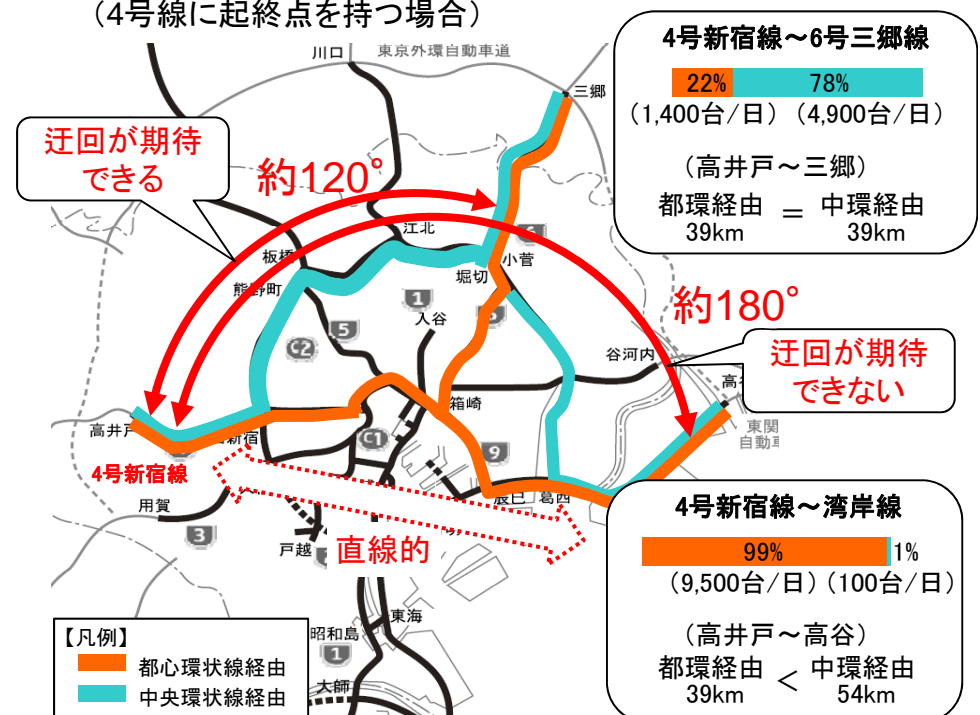 (4号線に起終点を持つ場合)
川口
東京外環自動車道
三郷
4号新宿線～6号三郷線
22%
78%
(1,400台/日)
(4,900台/日)
(高井戸～三郷)
都環経由 = 中環経由
39km
39km
迂回が期待
できる
約120°
江北
6
小菅
板橋
堀切
熊野町
1
入谷
5
6
C2
約180°
谷河内
迂回が期待
できない
箱崎
高井戸
新宿
C1
9
東関
自動車
4号新宿線
辰巳
葛西
用賀
3
戸越
直線的
4号新宿線～湾岸線
99%
1%
(9,500台/日)
(100台/日)
(高井戸～高谷)
都環経由 < 中環経由
39km
54km
東海
昭和島
1
大師
【凡例】
都心環状線経由
中央環状線経由